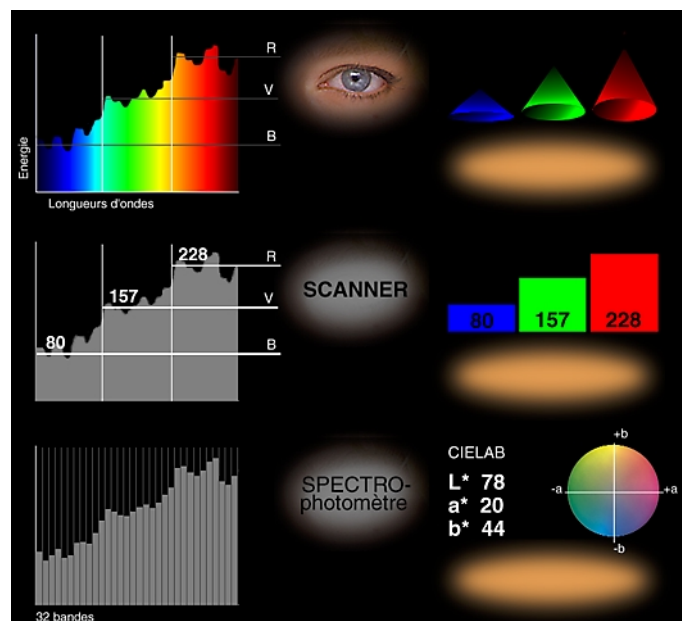 R
V
B
Energie
Longueurs d'ondes
228
R
157
V
80
B
SCANNER
80
157
228
SPECTRO-
photomètre
CIELAB
L* 78
a* 20
b* 44
+b
-a
+a
-b
32 bandes